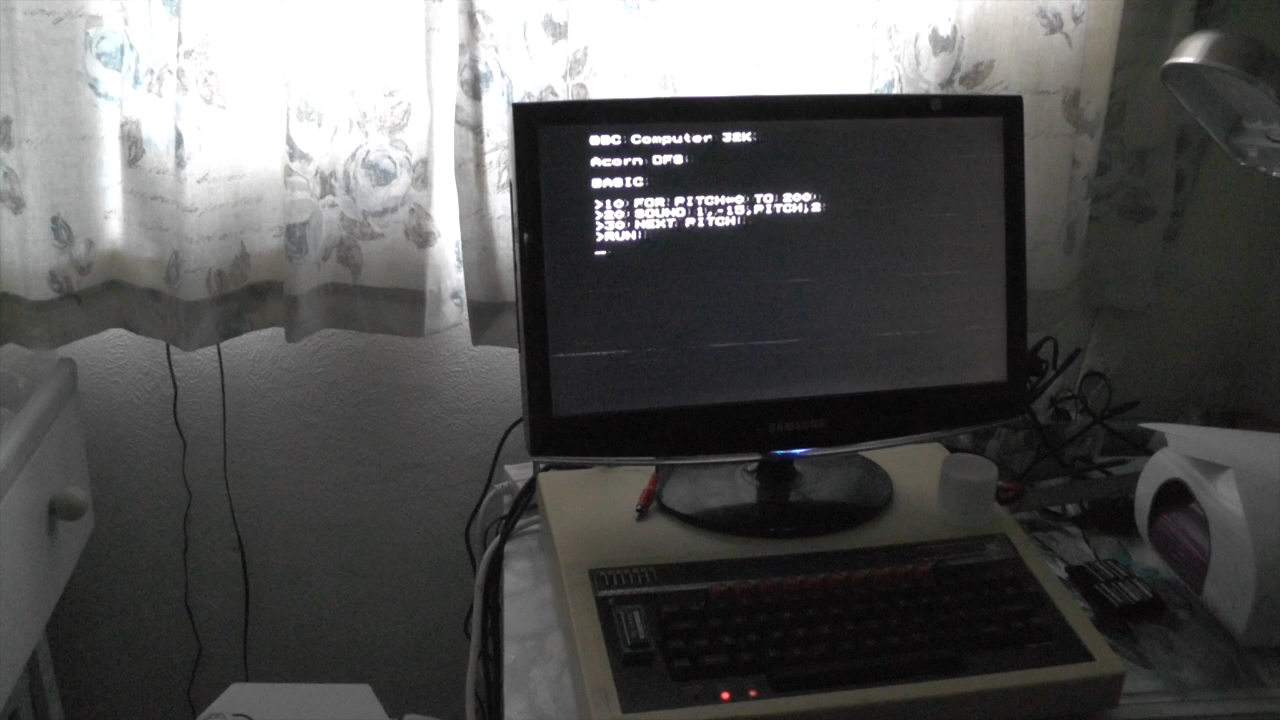 BBC Computer 32K
Acorn DFS
BASIC
>10 FOR PITCH=0 TO 200
>20 SOUND 1,-15,PITCH,2
>30 NEXT PITCH
>RUN
SAMSUNG